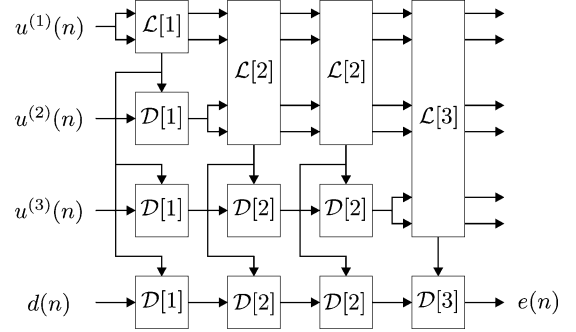 u^{(1)}(n) \mathcal{L}[1]
\mathcal{L}[2] \mathcal{L}[2]
u^{(2)}(n) \mathcal{D}[1] \mathcal{L}[3]
u^{(3)}(n) \mathcal{D}[1] \mathcal{D}[2] \mathcal{D}[2]
d(n) \mathcal{D}[1] \mathcal{D}[2] \mathcal{D}[2] \mathcal{D}[3] e(n)